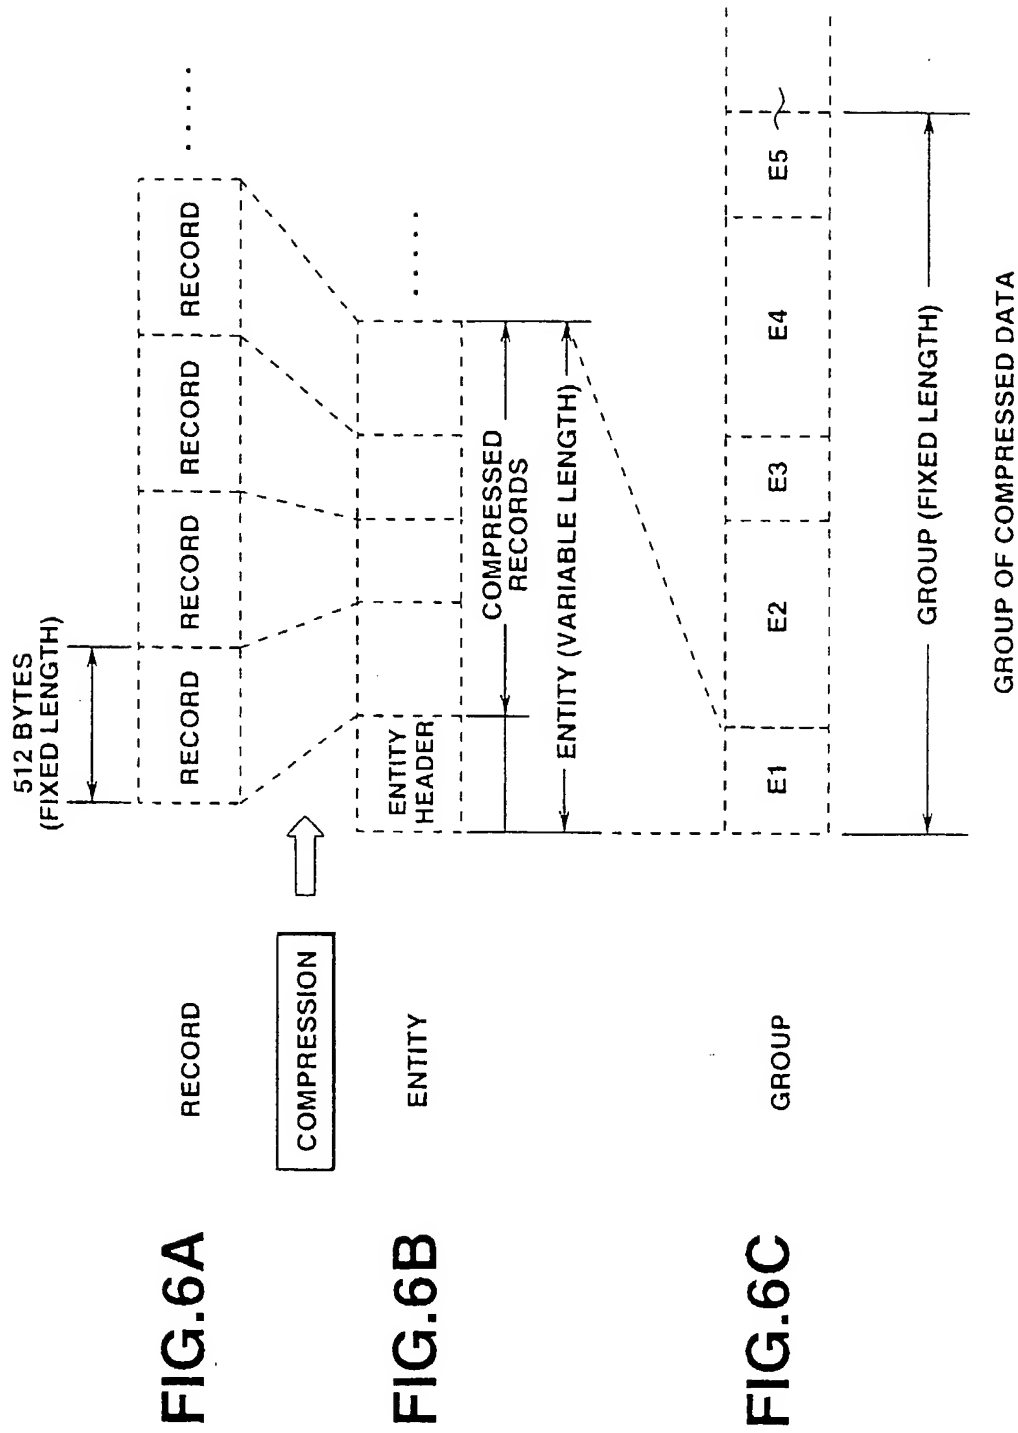 FIG.6A
RECORD
512 BYTES
(FIXED LENGTH)
RECORD
RECORD
RECORD
RECORD
.....
COMPRESSION
FIG.6B
ENTITY
ENTITY
HEADER
.....
COMPRESSED
RECORDS
ENTITY (VARIABLE LENGTH)
FIG.6C
GROUP
E1
E2
E3
E4
E5
GROUP (FIXED LENGTH)
GROUP OF COMPRESSED DATA